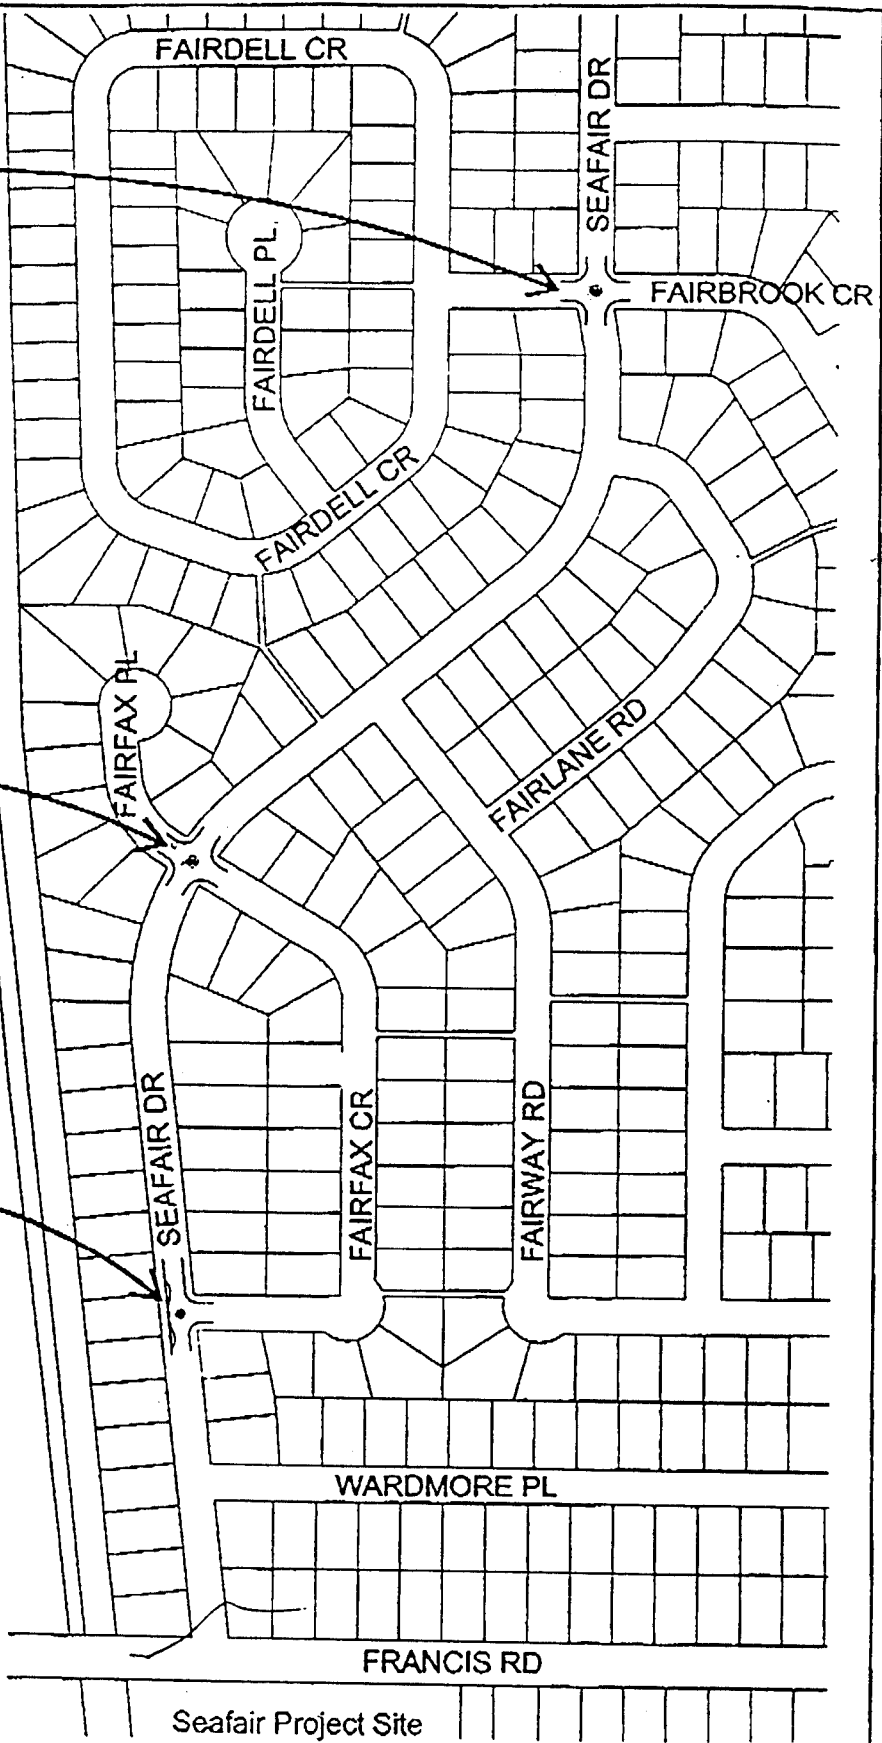 FAIRDELL CR
SEAFAIR DR
FAIRDELL PL.
FAIRBROOK CR
FAIRDELL CR
FAIRFAX PL
FAIRLANE RD
SEAFAIR DR
FAIRFAX CR
FAIRWAY RD
WARDMORE PL
FRANCIS RD
Seafair Project Site